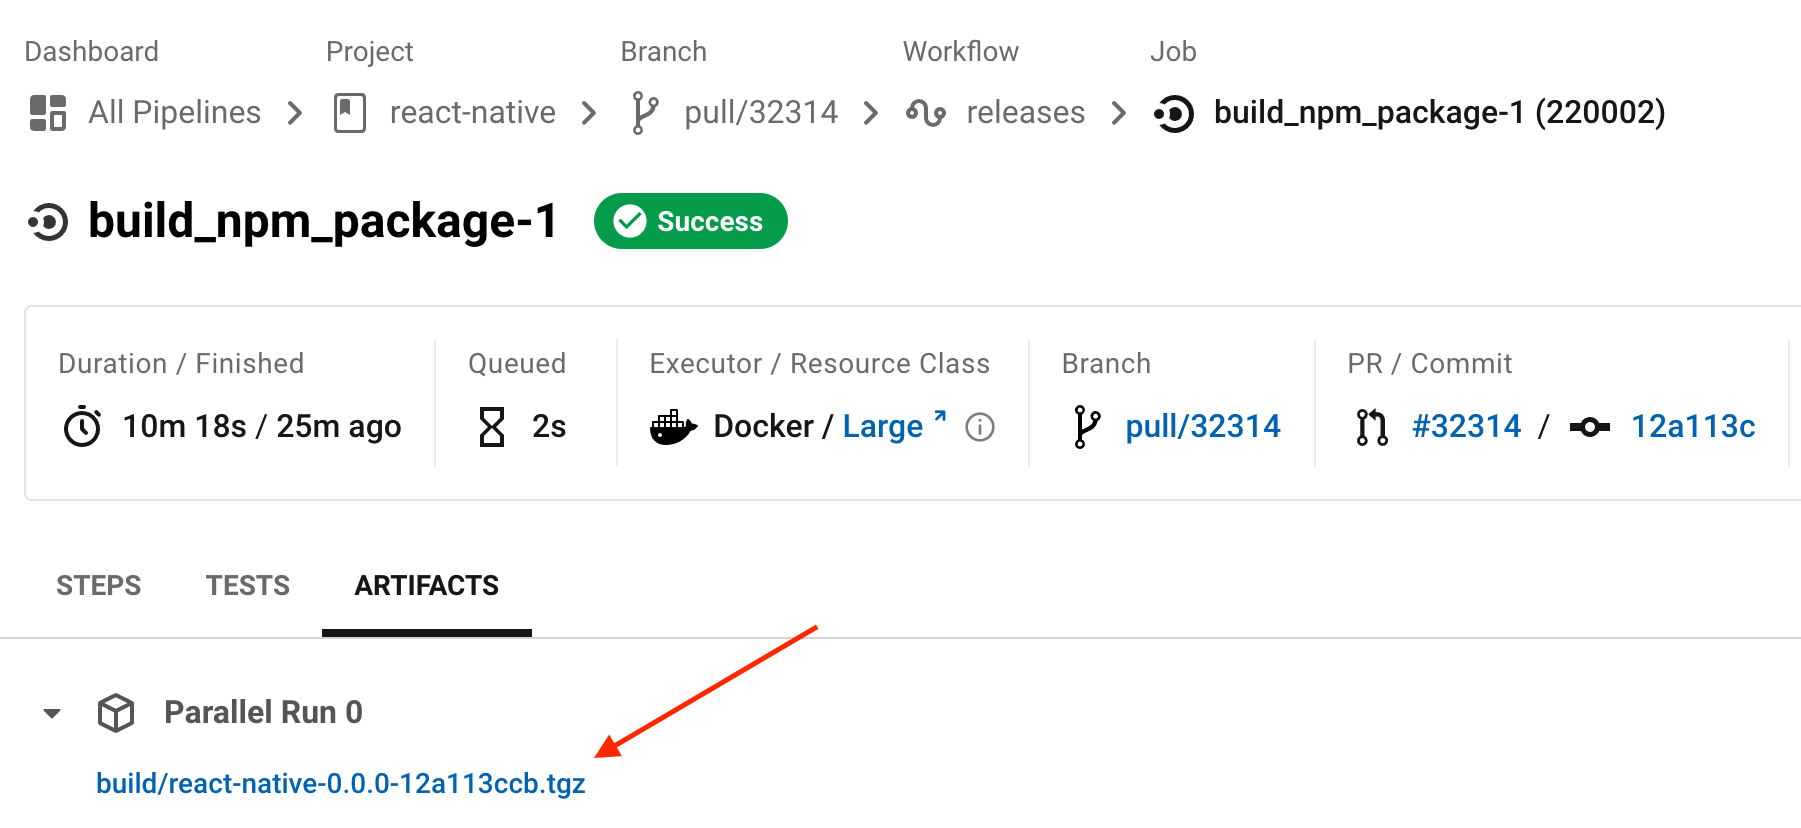 Dashboard Project Branch Workflow Job
All Pipelines react-native pull/32314 releases build_npm_package-1 (220002)
build_npm_package-1 Success
Duration / Finished Queued Executor / Resource Class Branch PR / Commit
10m 18s / 25m ago 2s Docker / Large pull/32314 #32314 / 12a113c
STEPS TESTS ARTIFACTS
Parallel Run 0
build/react-native-0.0.0-12a113ccb.tgz